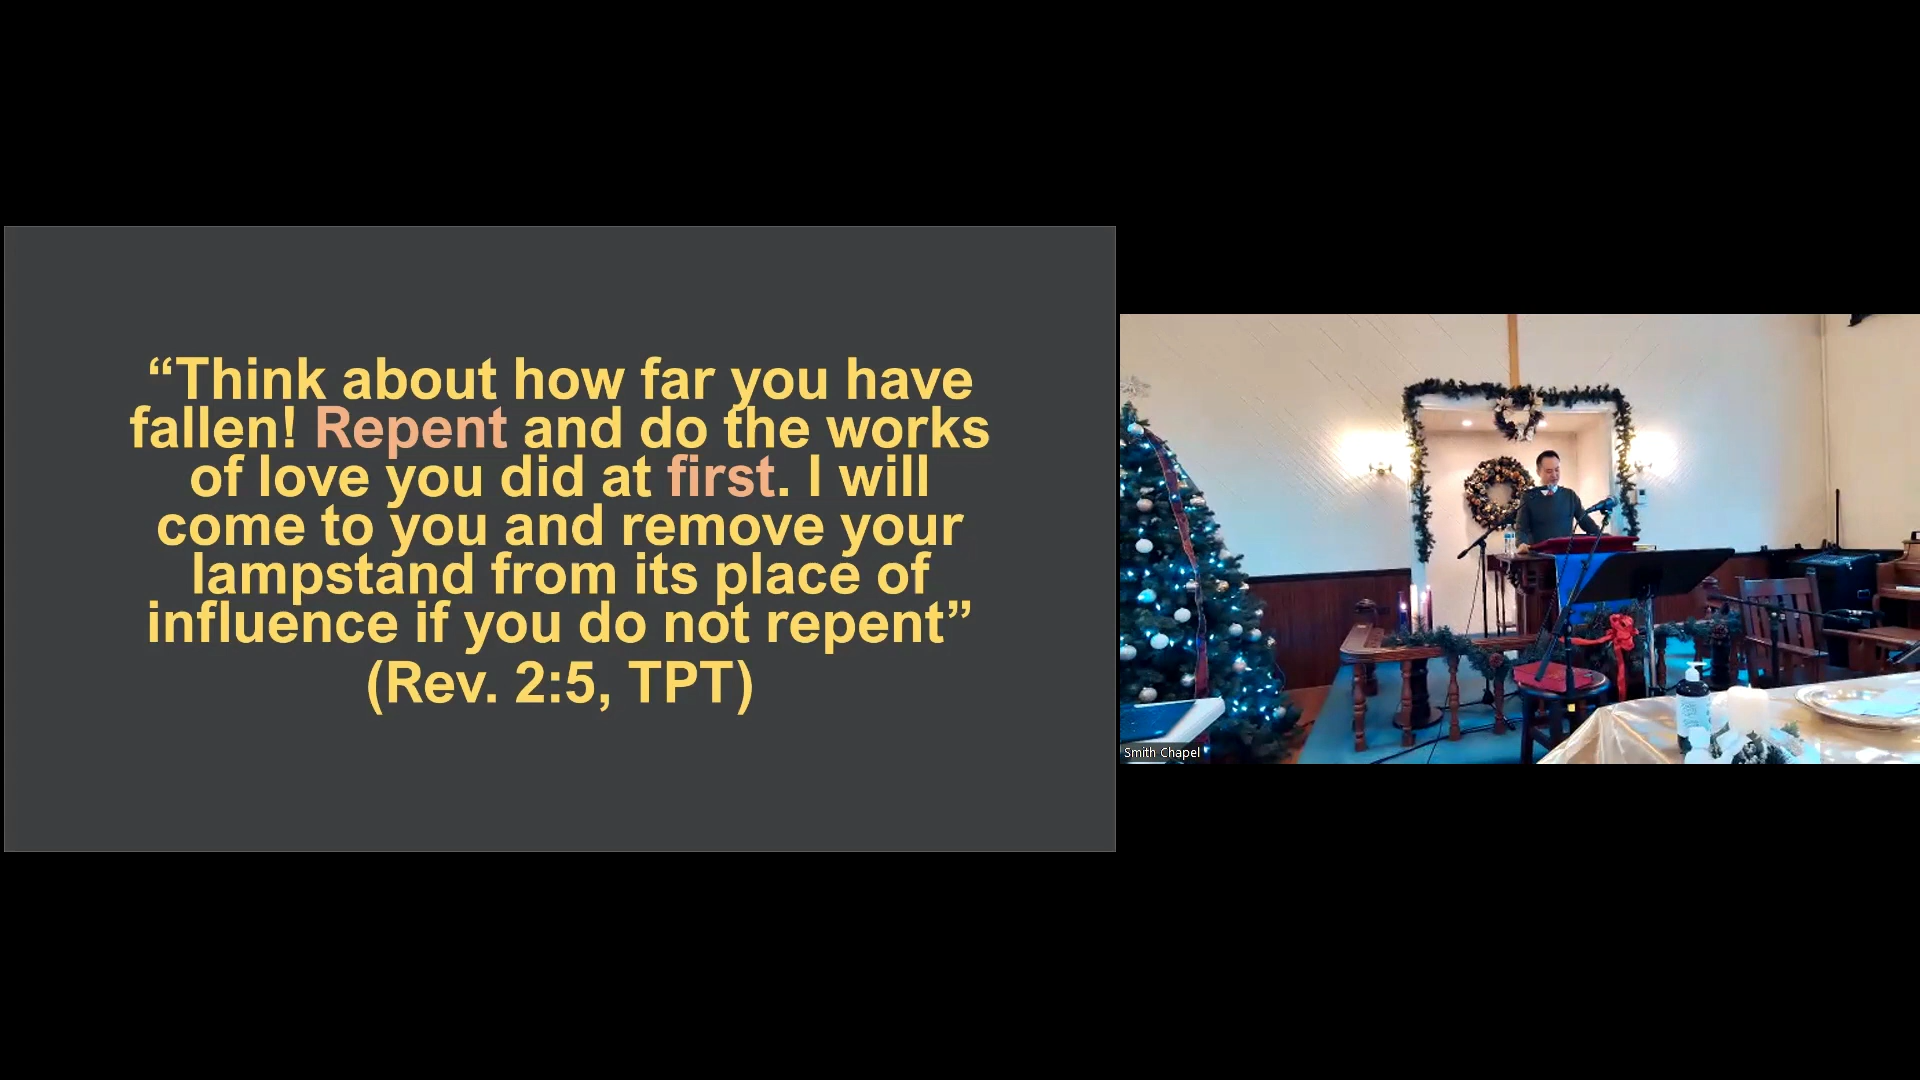 “Think about how far you have
fallen! Repent and do the works
of love you did at first. I will
come to you and remove your
lampstand from its place of
influence if you do not repent”
(Rev. 2:5, TPT)
Smith Chapel